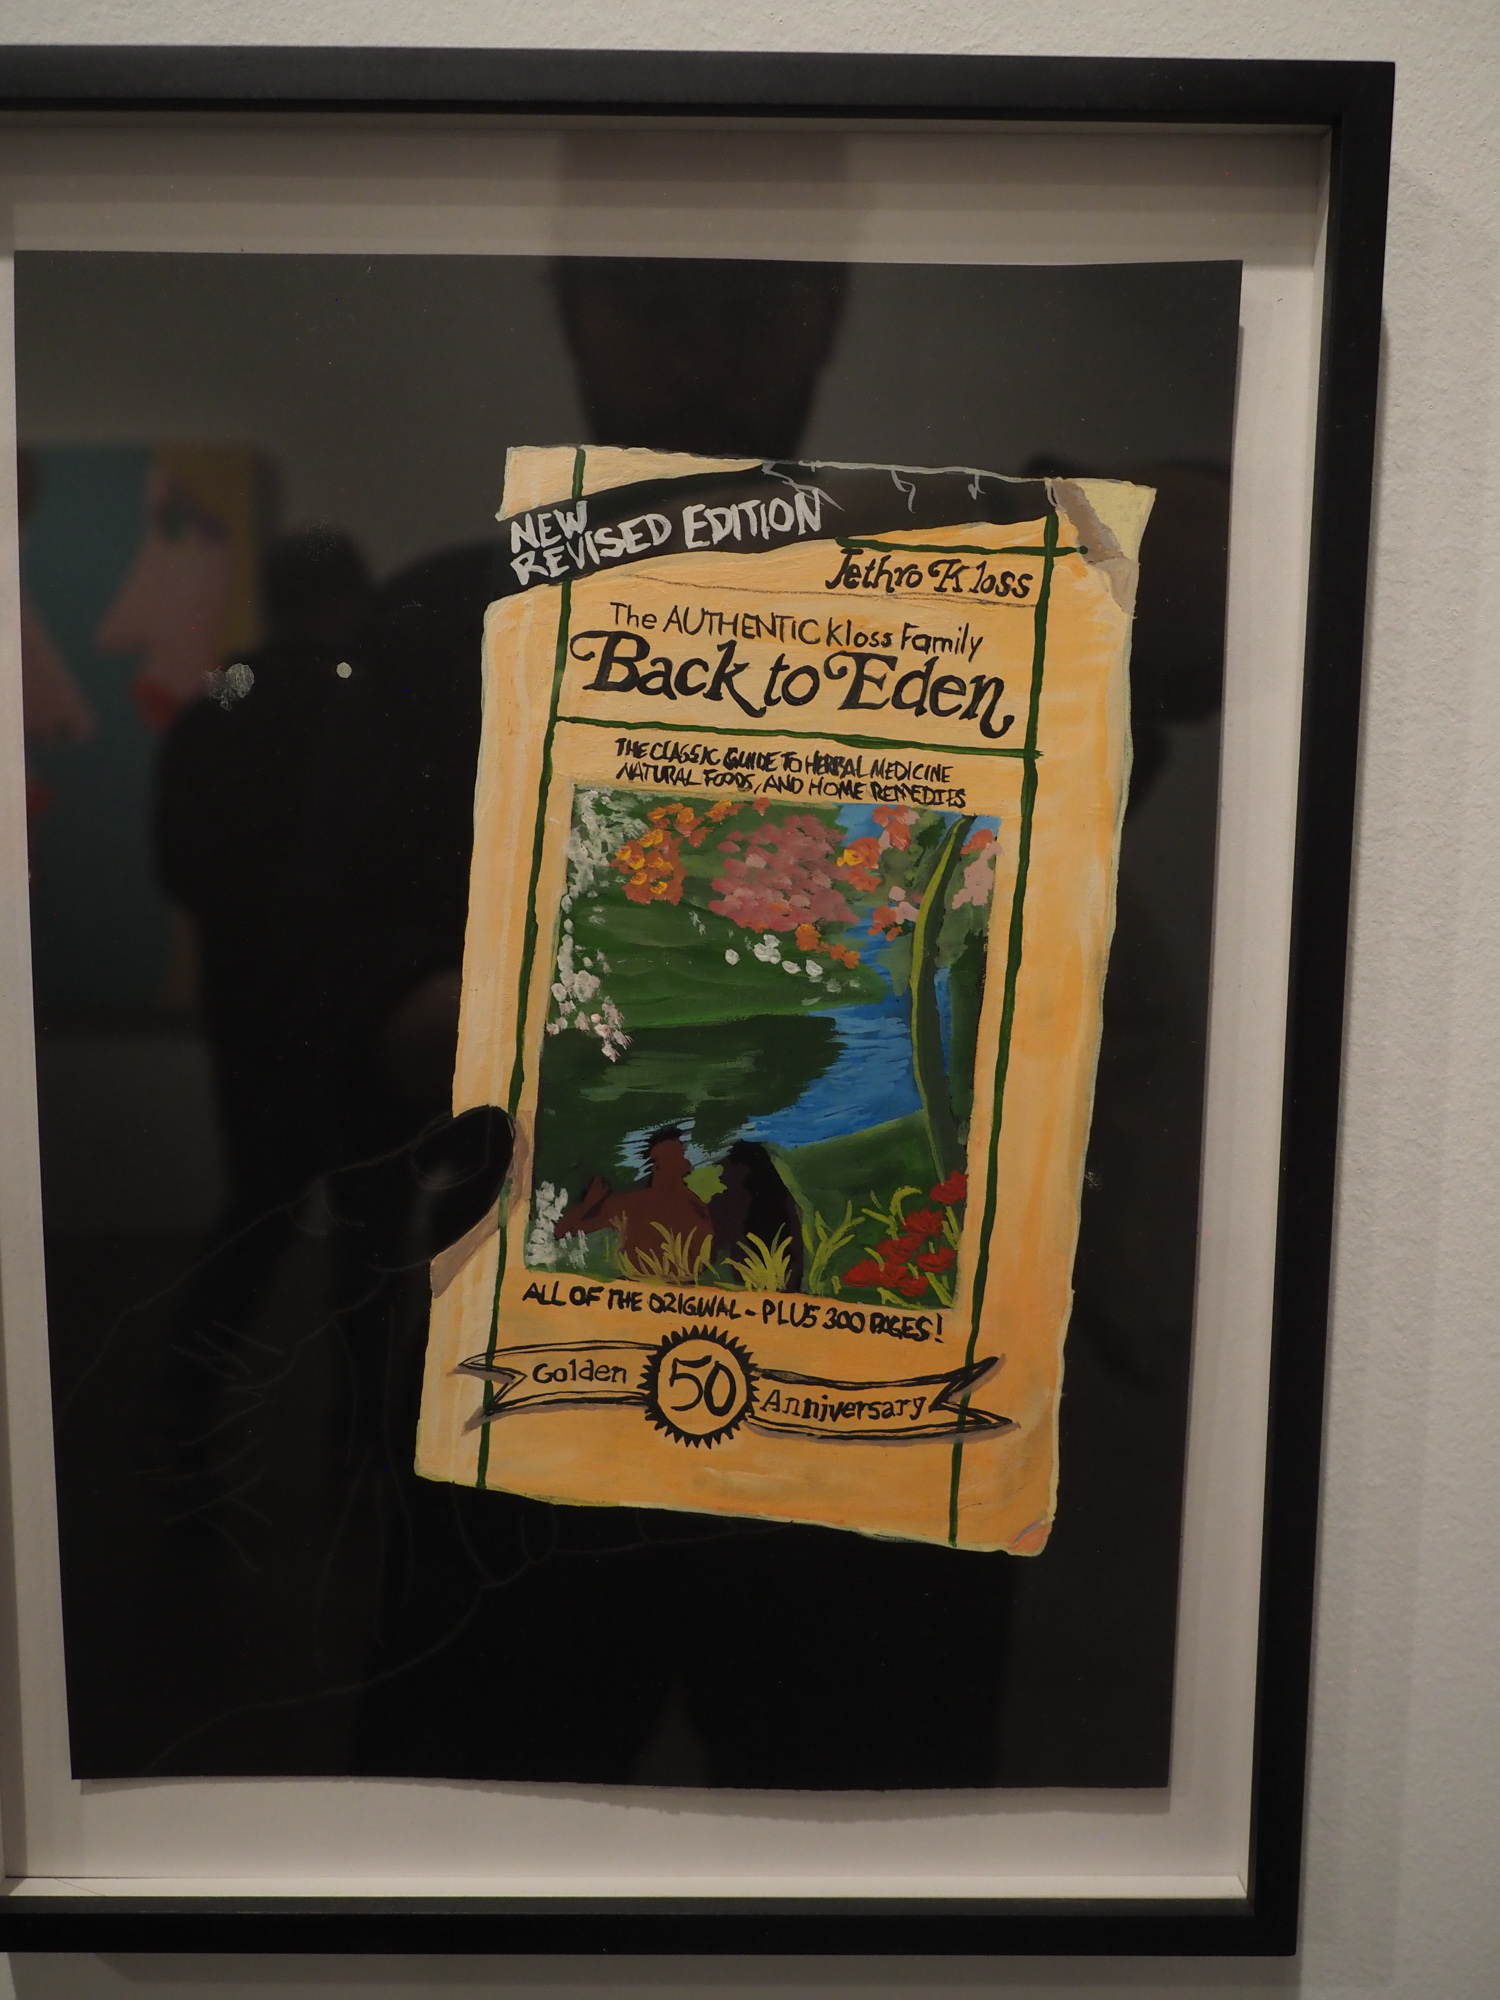 NEW
REVISED EDITION
Jethro Kloss
The AUTHENTIC Kloss Family
Back to Eden
THE CLASSIC GUIDE TO HERBAL MEDICINE
NATURAL FOODS, AND HOME REMEDIES
ALL OF THE ORIGINAL - PLUS 300 PAGES!
Golden 50 Anniversary